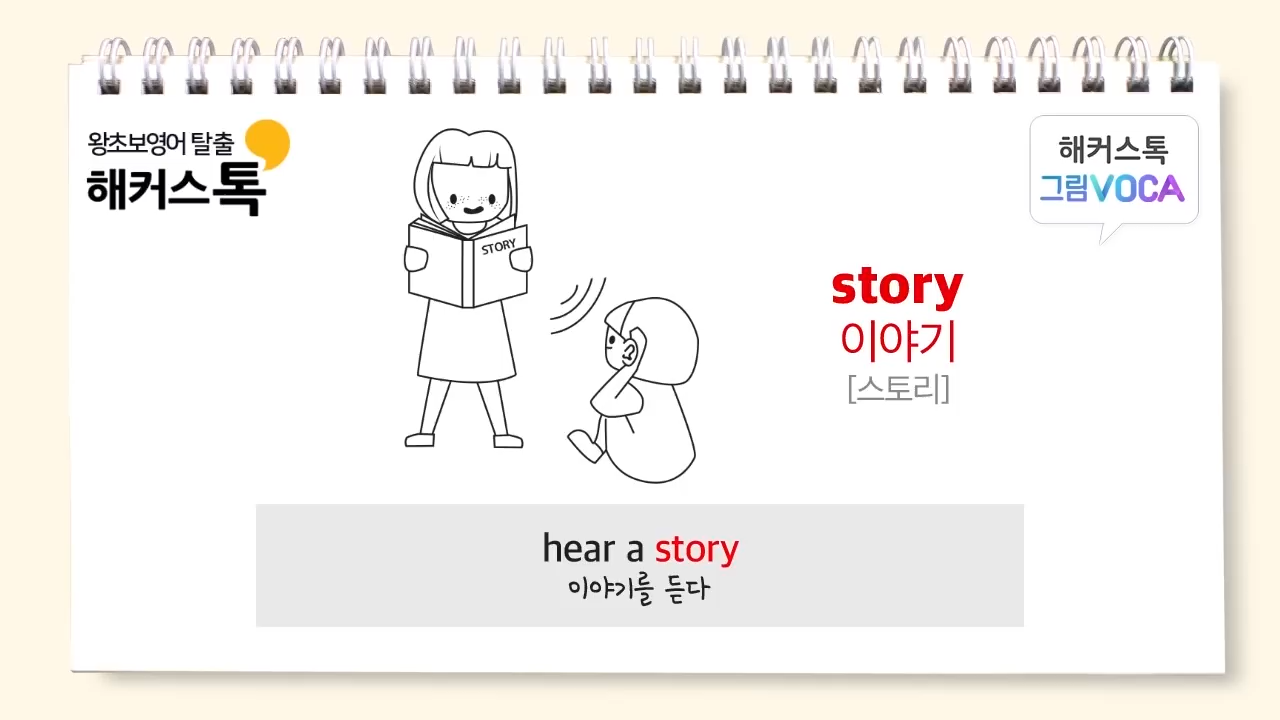 왕초보영어 탈출
해커스톡
해커스톡
그림VOCA
STORY
story
이야기
[스토리]
hear a story
이야기를 듣다